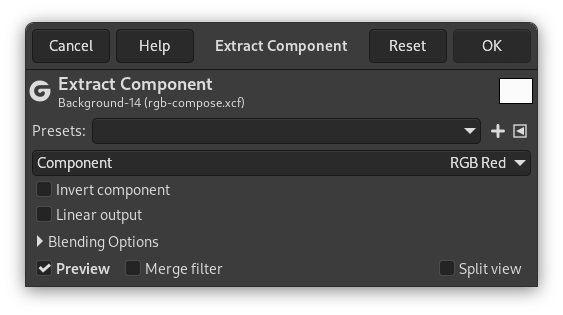 Cancel Help Extract Component Reset OK
Extract Component
Background-14 (rgb-compose.xcf)
Presets:
Component RGB Red
Invert component
Linear output
Blending Options
Preview Merge filter Split view